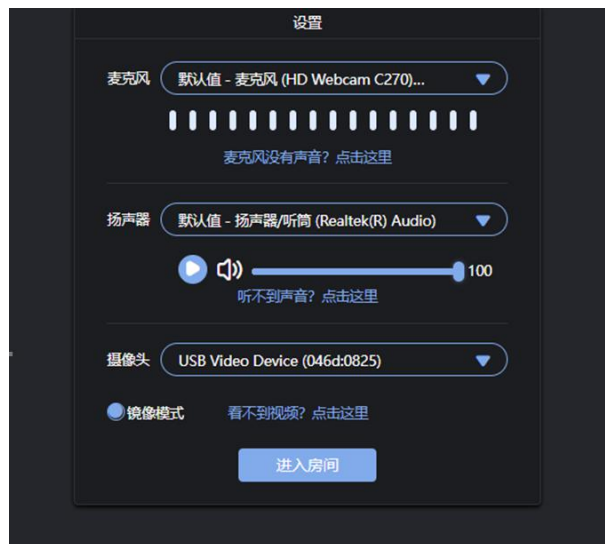 设置
麦克风 默认值 - 麦克风 (HD Webcam C270)...
麦克风没有声音？点击这里
扬声器 默认值 - 扬声器/听筒 (Realtek(R) Audio)
100
听不到声音？点击这里
摄像头 USB Video Device (046d:0825)
镜像模式 看不到视频？点击这里
进入房间